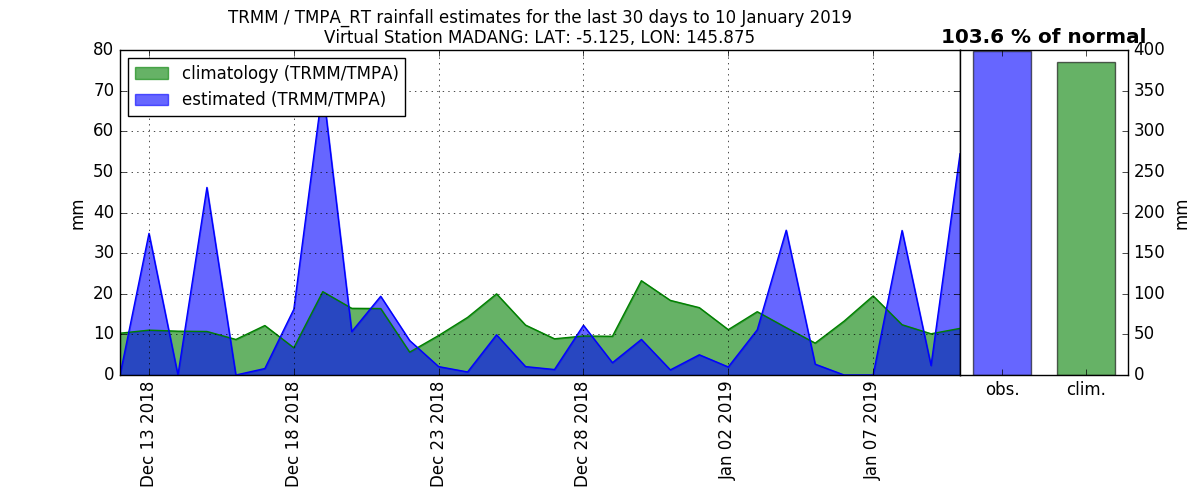 TRMM / TMPA_RT rainfall estimates for the last 30 days to 10 January 2019
Virtual Station MADANG: LAT: -5.125, LON: 145.875
103.6 % of normal
climatology (TRMM/TMPA)
estimated (TRMM/TMPA)
80
70
60
50
40
30
20
10
0
mm
Dec 13 2018
Dec 18 2018
Dec 23 2018
Dec 28 2018
Jan 02 2019
Jan 07 2019
400
350
300
250
200
150
100
50
0
mm
obs.
clim.